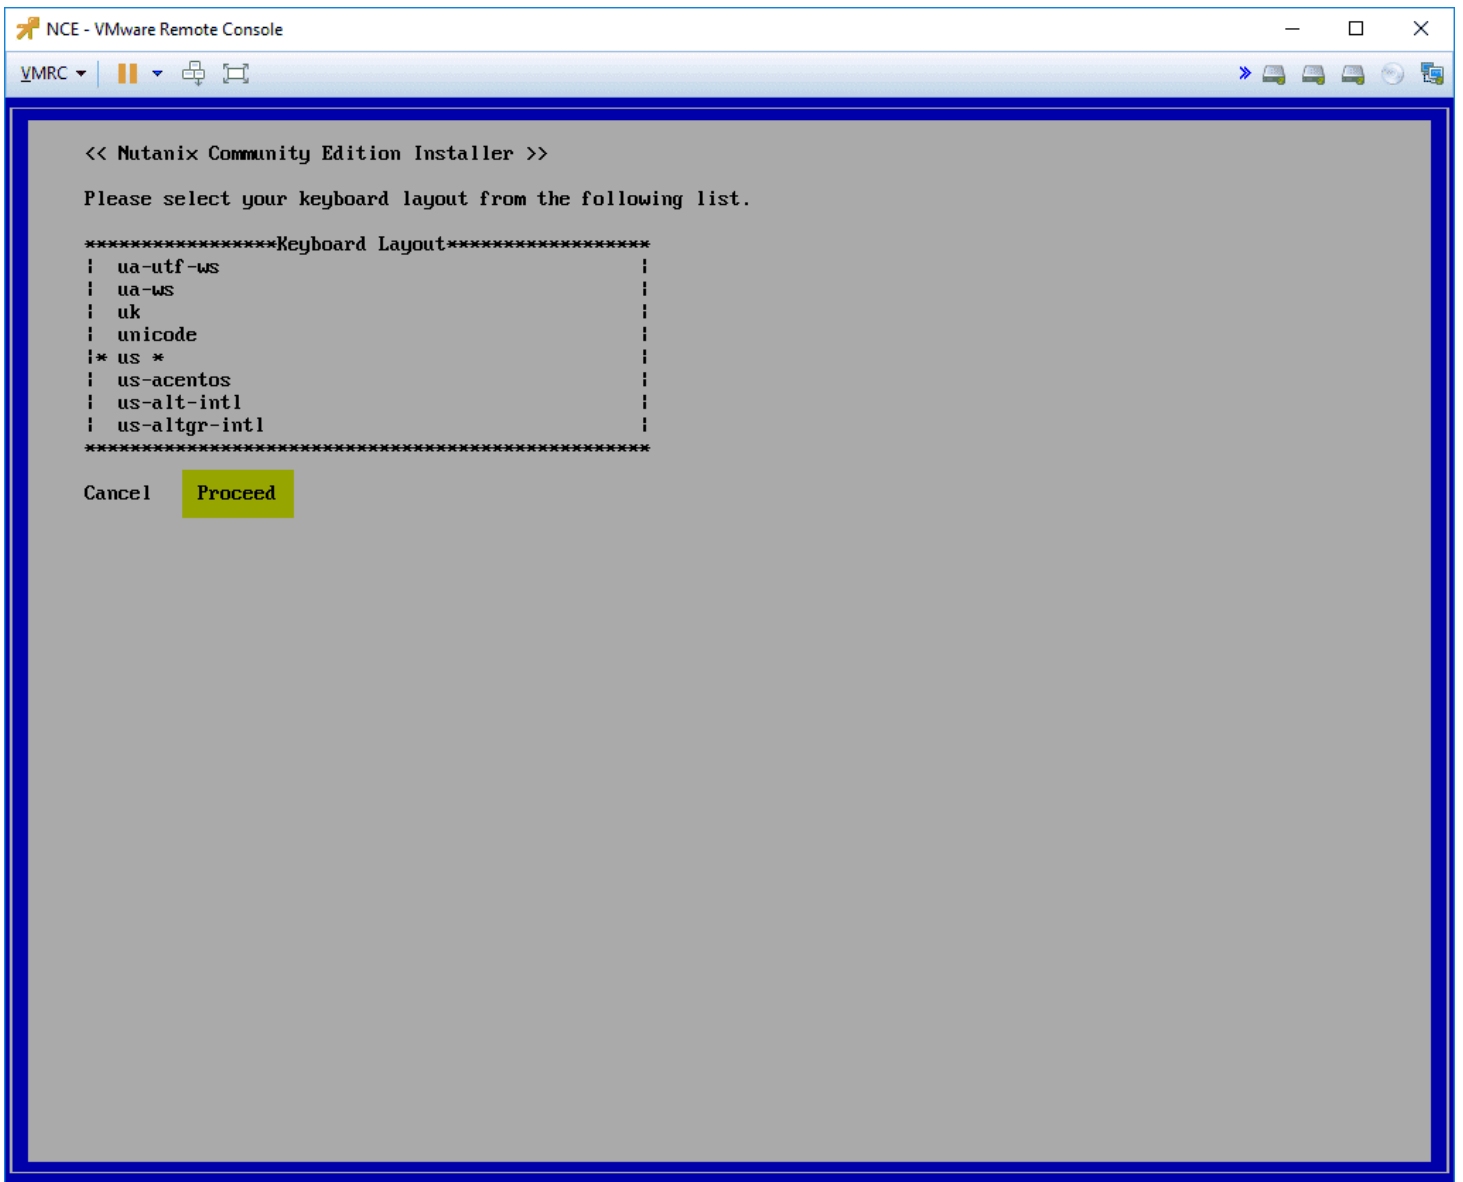 NCE - VMware Remote Console
VMRC
<< Nutanix Community Edition Installer >>
Please select your keyboard layout from the following list.
*****************Keyboard Layout******************
|  ua-utf-ws                                     |
|  ua-ws                                         |
|  uk                                            |
|  unicode                                       |
|* us *                                          |
|  us-acentos                                    |
|  us-alt-intl                                   |
|  us-altgr-intl                                 |
**************************************************
Cancel  Proceed